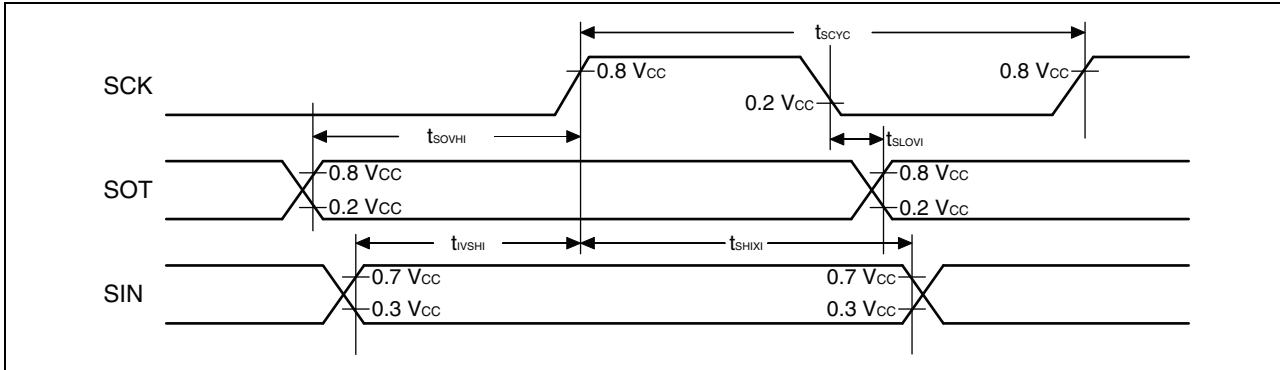 tSCYC
SCK
0.8 VCC
0.8 VCC
0.2 VCC
tSOVHI
tSLOVI
SOT
0.8 VCC
0.8 VCC
0.2 VCC
0.2 VCC
tIVSHI
tSHIXI
SIN
0.7 VCC
0.7 VCC
0.3 VCC
0.3 VCC